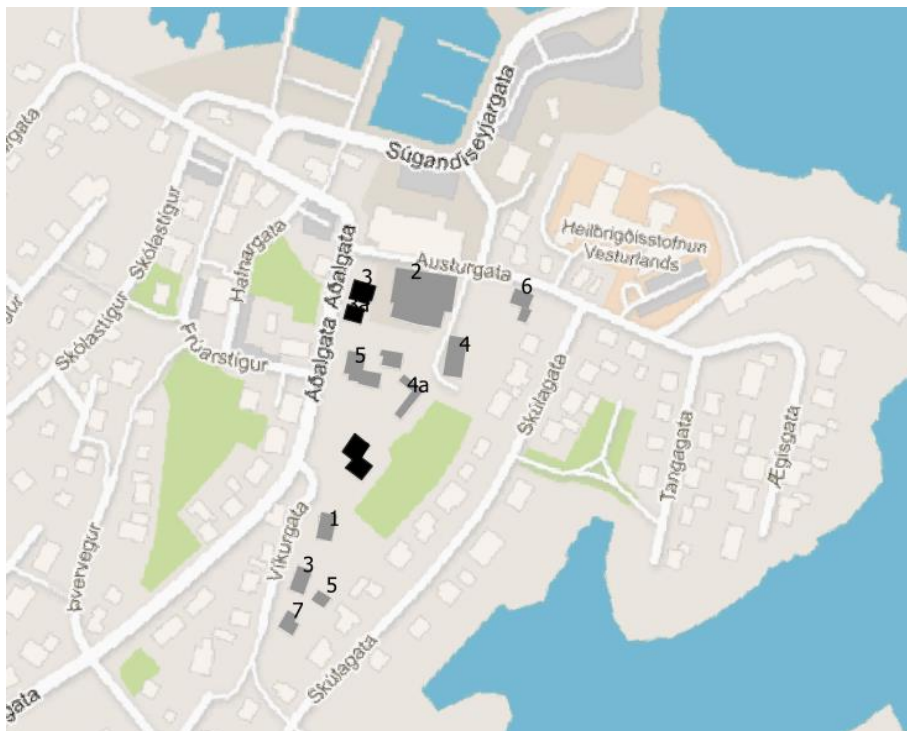 Súgandiseyjargata
Skólastígur
Skólastígur
Hafnargata
Frúarstígur
Aðalgata
Aðalgata
Austurgata
Heilbrigðisstofnun
Vesturlands
3
2
6
5
4
4a
Skúlagata
Tangagata
Ægisgata
1
3
5
7
Víkurgata
Þvervegur
Skúlagata